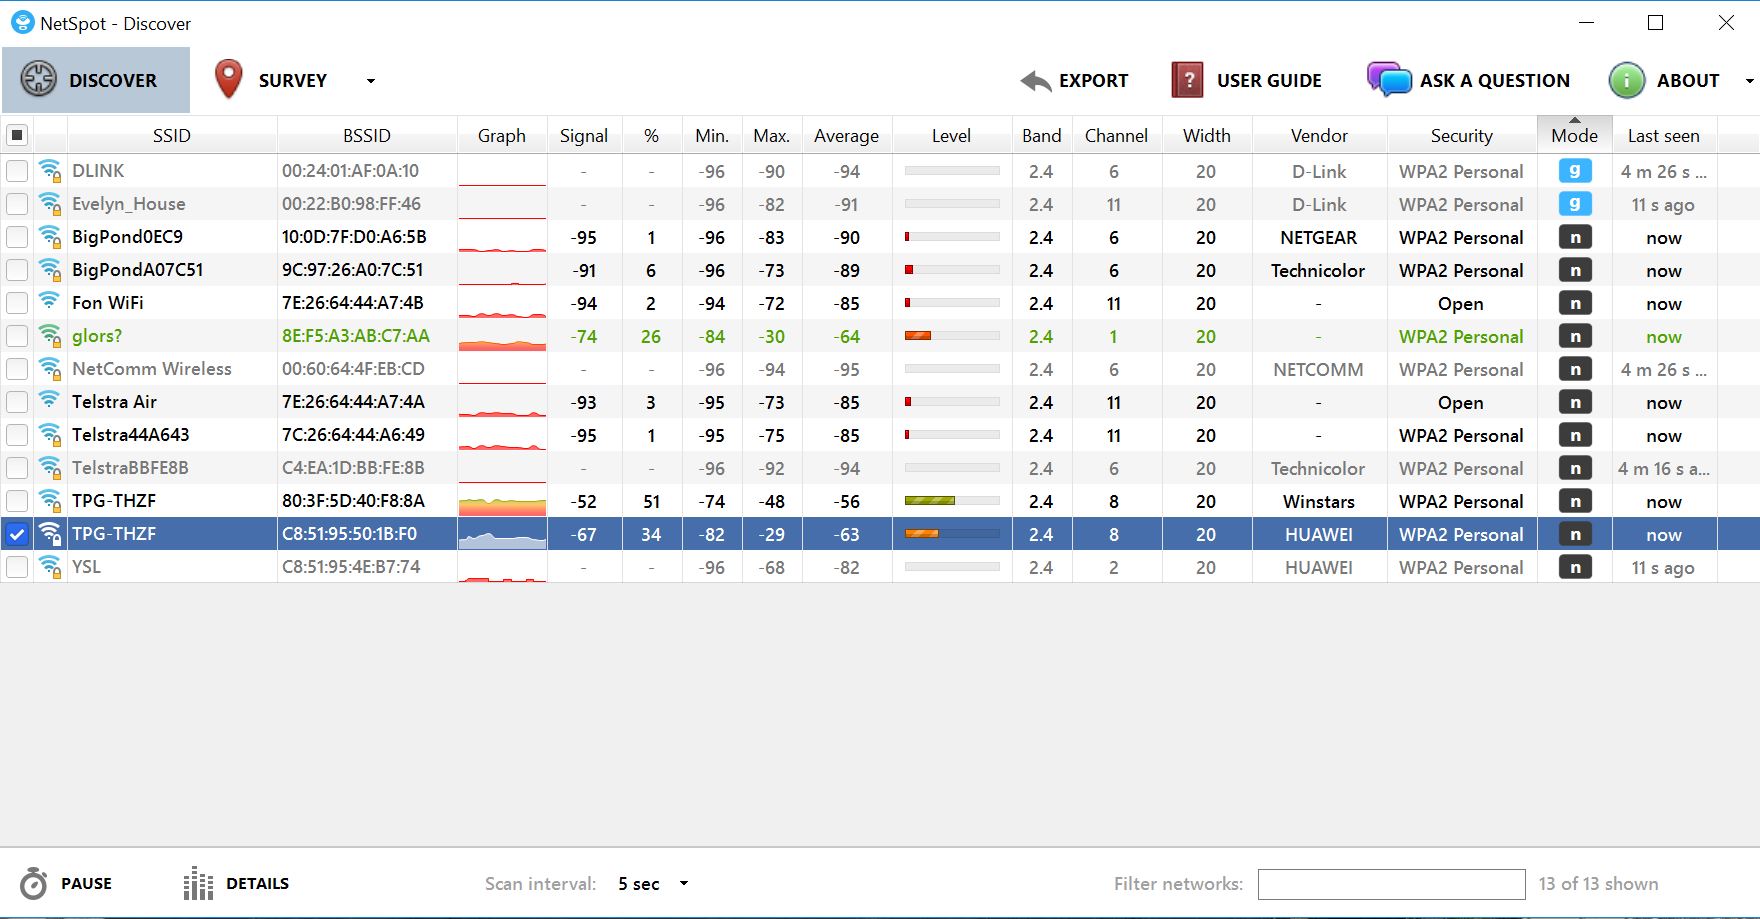 NetSpot - Discover
DISCOVER SURVEY EXPORT ? USER GUIDE ASK A QUESTION i ABOUT
SSID BSSID Graph Signal % Min. Max. Average Level Band Channel Width Vendor Security Mode Last seen
DLINK 00:24:01:AF:0A:10 - - -96 -90 -94 2.4 6 20 D-Link WPA2 Personal g 4 m 26 s ...
Evelyn_House 00:22:B0:98:FF:46 - - -96 -82 -91 2.4 11 20 D-Link WPA2 Personal g 11 s ago
BigPond0EC9 10:0D:7F:D0:A6:5B -95 1 -96 -83 -90 2.4 6 20 NETGEAR WPA2 Personal n now
BigPondA07C51 9C:97:26:A0:7C:51 -91 6 -96 -73 -89 2.4 6 20 Technicolor WPA2 Personal n now
Fon WiFi 7E:26:64:44:A7:4B -94 2 -94 -72 -85 2.4 11 20 - Open n now
glors? 8E:F5:A3:AB:C7:AA -74 26 -84 -30 -64 2.4 1 20 - WPA2 Personal n now
NetComm Wireless 00:60:64:4F:EB:CD - - -96 -94 -95 2.4 6 20 NETCOMM WPA2 Personal n 4 m 26 s ...
Telstra Air 7E:26:64:44:A7:4A -93 3 -95 -73 -85 2.4 11 20 - Open n now
Telstra44A643 7C:26:64:44:A6:49 -95 1 -95 -75 -85 2.4 11 20 - WPA2 Personal n now
TelstraBBFE8B C4:EA:1D:BB:FE:8B - - -96 -92 -94 2.4 6 20 Technicolor WPA2 Personal n 4 m 16 s a...
TPG-THZF 80:3F:5D:40:F8:8A -52 51 -74 -48 -56 2.4 8 20 Winstars WPA2 Personal n now
TPG-THZF C8:51:95:50:1B:F0 -67 34 -82 -29 -63 2.4 8 20 HUAWEI WPA2 Personal n now
YSL C8:51:95:4E:B7:74 - - -96 -68 -82 2.4 2 20 HUAWEI WPA2 Personal n 11 s ago
PAUSE DETAILS Scan interval: 5 sec Filter networks: 13 of 13 shown